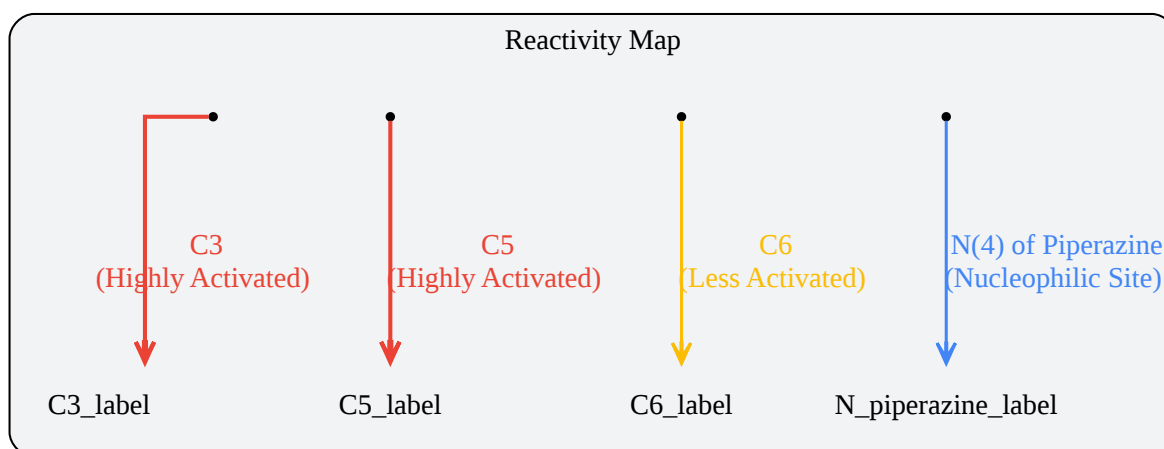 Reactivity Map
C3
(Highly Activated)
C5
(Highly Activated)
C6
(Less Activated)
N(4) of Piperazine
(Nucleophilic Site)
C3_label
C5_label
C6_label
N_piperazine_label